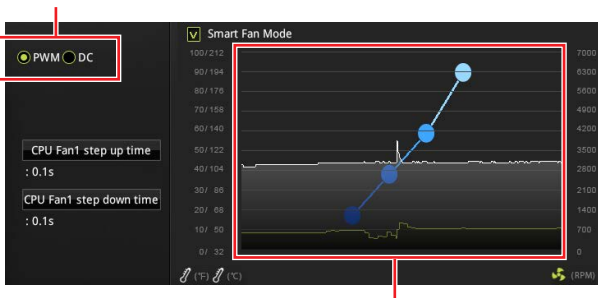 Smart Fan Mode
PWM DC
CPU Fan1 step up time
: 0.1s
CPU Fan1 step down time
: 0.1s
100/212
90/194
80/176
70/158
60/140
50/122
40/104
30/ 86
20/ 68
10/ 50
0/ 32
7000
6300
5600
4900
4200
3500
2800
2100
1400
700
0
(°F) (°C)
(RPM)